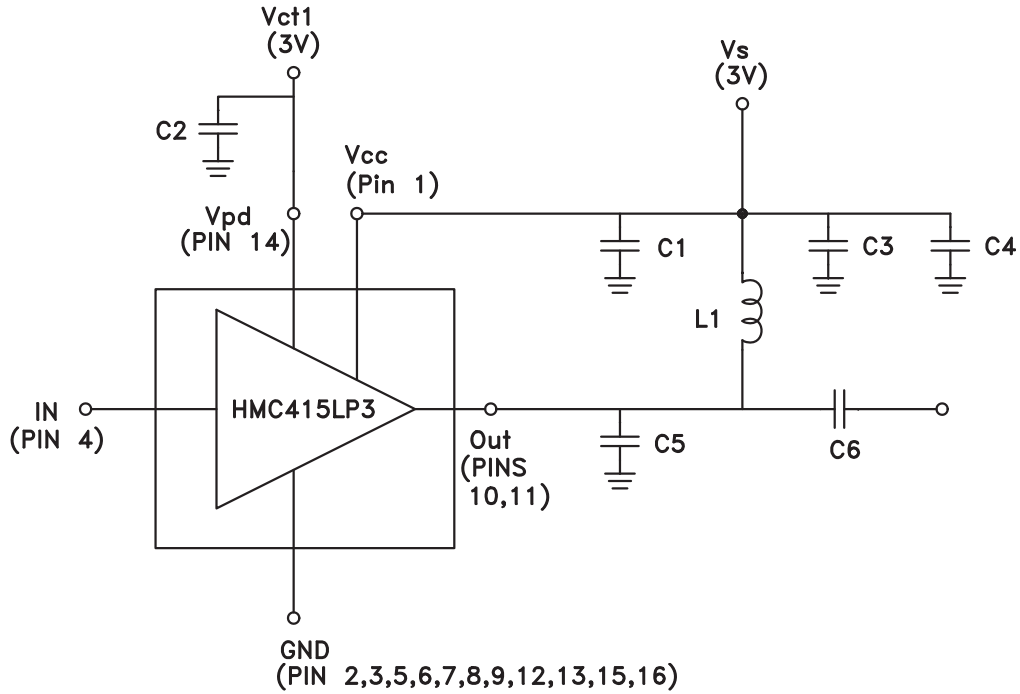 Vct1
(3V)
Vs
(3V)
C2
Vcc
(Pin 1)
Vpd
(PIN 14)
C1
C3
C4
L1
HMC415LP3
IN
(PIN 4)
Out
(PINS
10,11)
C5
C6
GND
(PIN 2,3,5,6,7,8,9,12,13,15,16)